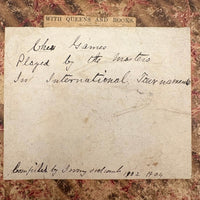 WITH QUEENS AND ROOKS.
Chess Games
Played by the Masters
In International Tournaments
Compiled by